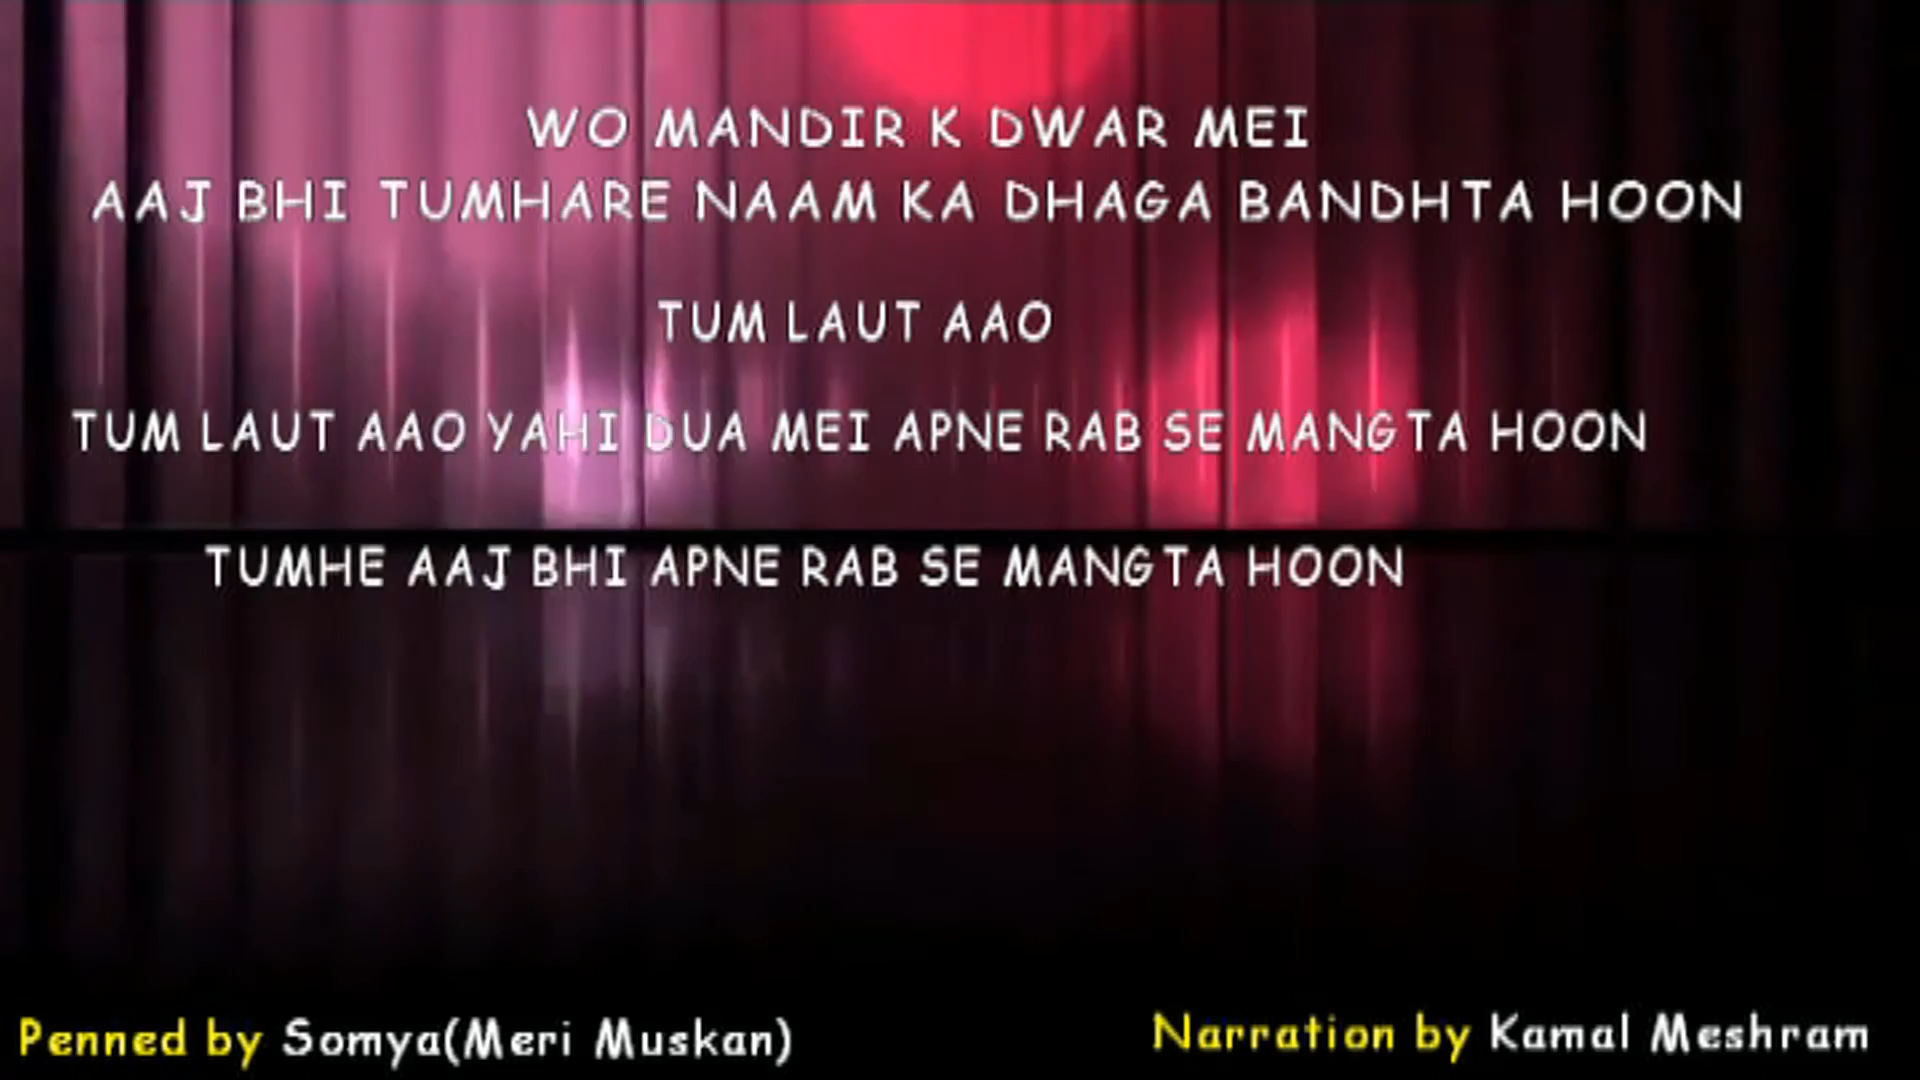 WO MANDIR K DWAR MEI
AAJ BHI TUMHARE NAAM KA DHAGA BANDHTA HOON
TUM LAUT AAO
TUM LAUT AAO YAHI DUA MEI APNE RAB SE MANGTA HOON
TUMHE AAJ BHI APNE RAB SE MANGTA HOON
Penned by Somya(Meri Muskan)
Narration by Kamal Meshram